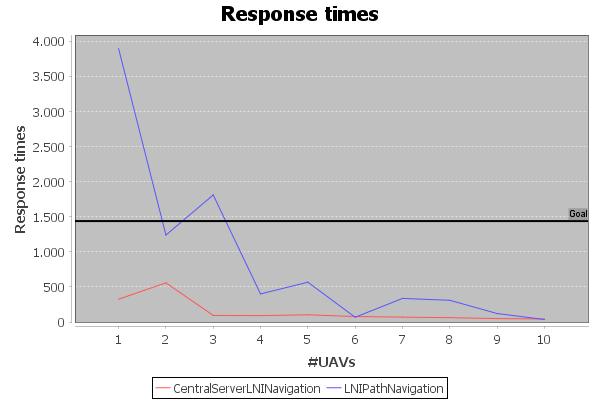 Response times
4.000
3.500
3.000
2.500
2.000
1.500
1.000
500
0
Response times
Goal
1 2 3 4 5 6 7 8 9 10
#UAVs
CentralServerLNINavigation LNIPathNavigation